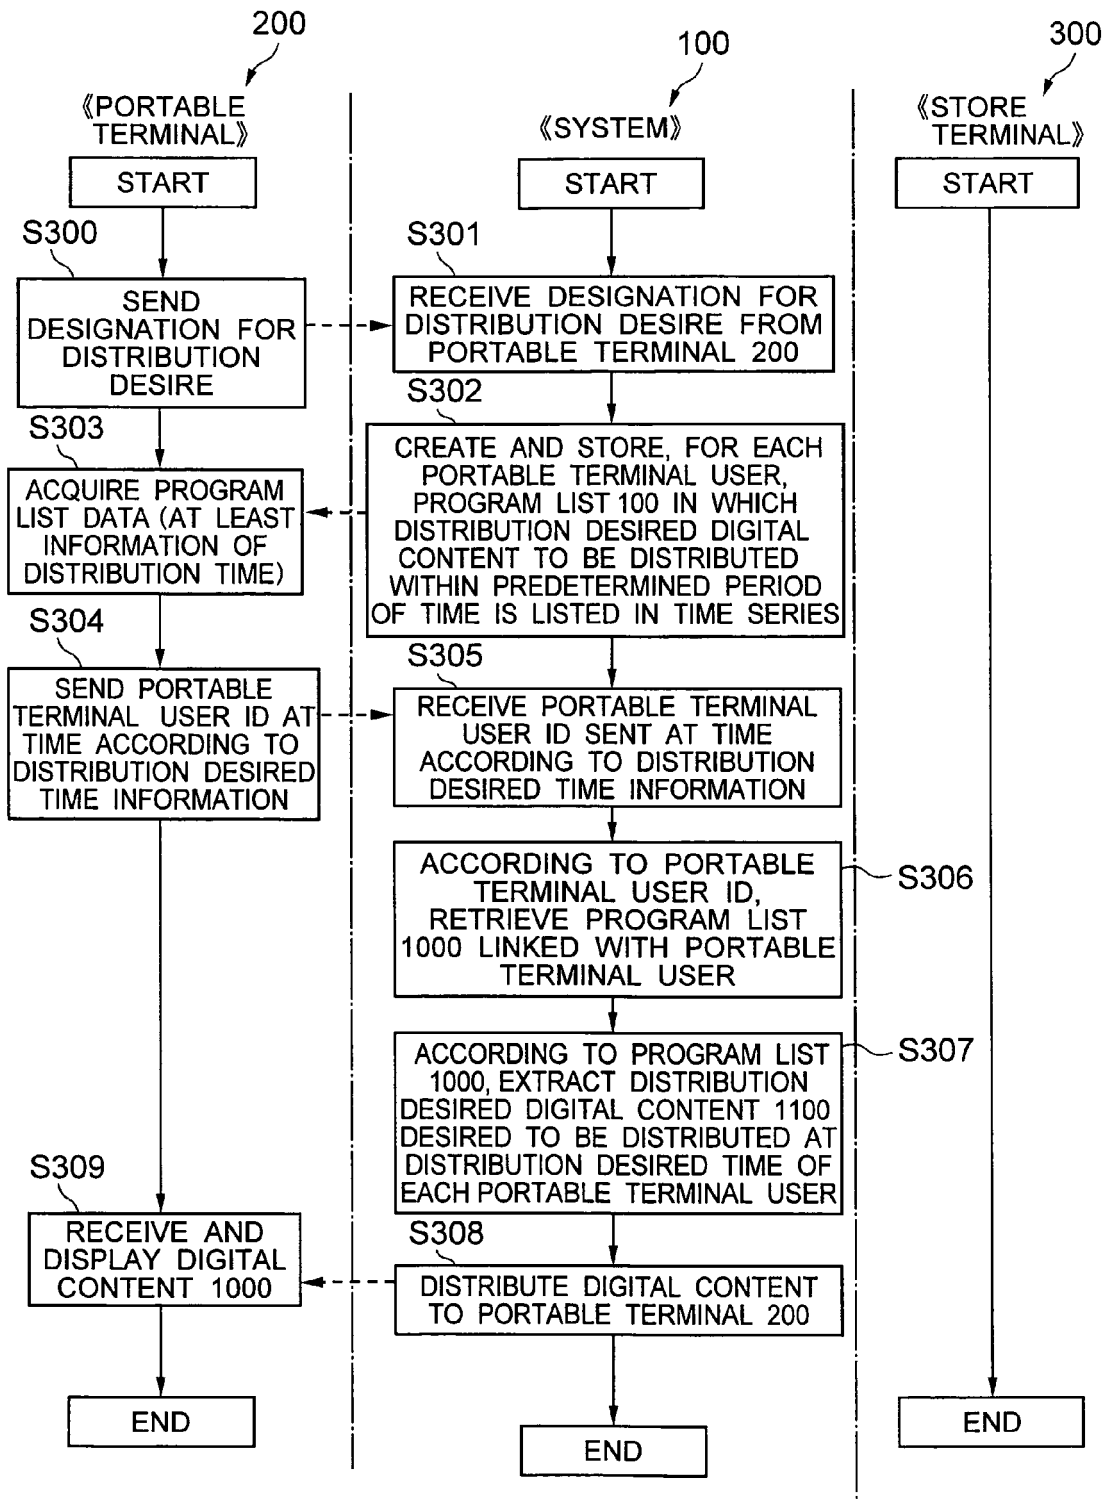 200
100
300
《PORTABLE
TERMINAL》
《SYSTEM》
《STORE
TERMINAL》
START
START
START
S300
SEND
DESIGNATION FOR
DISTRIBUTION
DESIRE
S301
RECEIVE DESIGNATION FOR
DISTRIBUTION DESIRE FROM
PORTABLE TERMINAL 200
S302
CREATE AND STORE, FOR EACH
PORTABLE TERMINAL USER,
PROGRAM LIST 100 IN WHICH
DISTRIBUTION DESIRED DIGITAL
CONTENT TO BE DISTRIBUTED
WITHIN PREDETERMINED PERIOD
OF TIME IS LISTED IN TIME SERIES
S303
ACQUIRE PROGRAM
LIST DATA (AT LEAST
INFORMATION OF
DISTRIBUTION TIME)
S304
SEND PORTABLE
TERMINAL USER ID AT
TIME ACCORDING TO
DISTRIBUTION DESIRED
TIME INFORMATION
S305
RECEIVE PORTABLE TERMINAL
USER ID SENT AT TIME
ACCORDING TO DISTRIBUTION
DESIRED TIME INFORMATION
ACCORDING TO PORTABLE
TERMINAL USER ID,
RETRIEVE PROGRAM LIST
1000 LINKED WITH PORTABLE
TERMINAL USER
S306
ACCORDING TO PROGRAM LIST
1000, EXTRACT DISTRIBUTION
DESIRED DIGITAL CONTENT 1100
DESIRED TO BE DISTRIBUTED AT
DISTRIBUTION DESIRED TIME OF
EACH PORTABLE TERMINAL USER
S307
S308
DISTRIBUTE DIGITAL CONTENT
TO PORTABLE TERMINAL 200
S309
RECEIVE AND
DISPLAY DIGITAL
CONTENT 1000
END
END
END